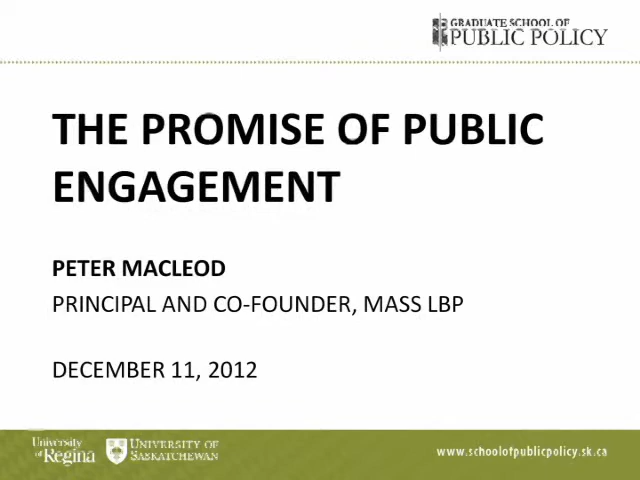 GRADUATE SCHOOL OF
PUBLIC POLICY
THE PROMISE OF PUBLIC
ENGAGEMENT
PETER MACLEOD
PRINCIPAL AND CO-FOUNDER, MASS LBP
DECEMBER 11, 2012
University
of Regina
UNIVERSITY OF
SASKATCHEWAN
www.schoolofpublicpolicy.sk.ca